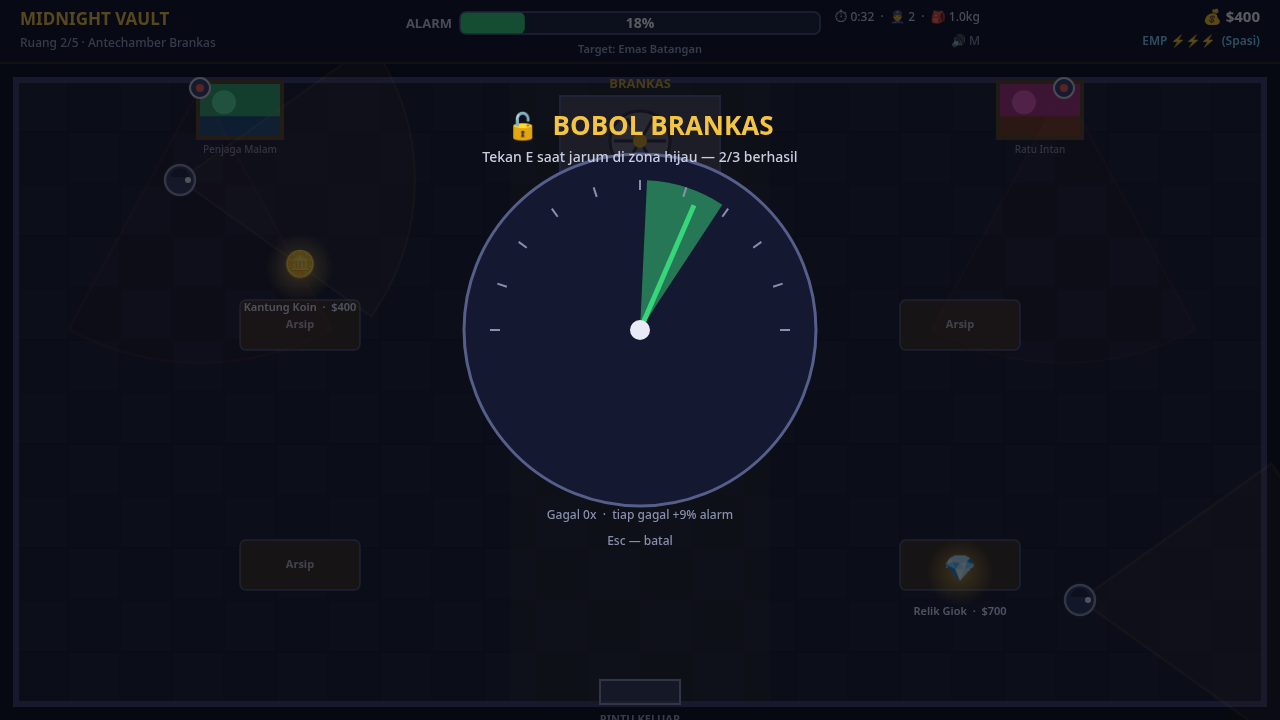 MIDNIGHT VAULT
Ruang 2/5 · Antechamber Brankas
ALARM
18%
Target: Emas Batangan
0:32 · 2 · 1.0kg
M
$400
EMP ⚡⚡⚡ (Spasi)
BRANKAS
BOBOL BRANKAS
Tekan E saat jarum di zona hijau — 2/3 berhasil
Penjaga Malam
Ratu Intan
Kantung Koin · $400
Arsip
Arsip
Gagal 0x · tiap gagal +9% alarm
Esc — batal
Arsip
Relik Giok · $700
PINTU KELUAR